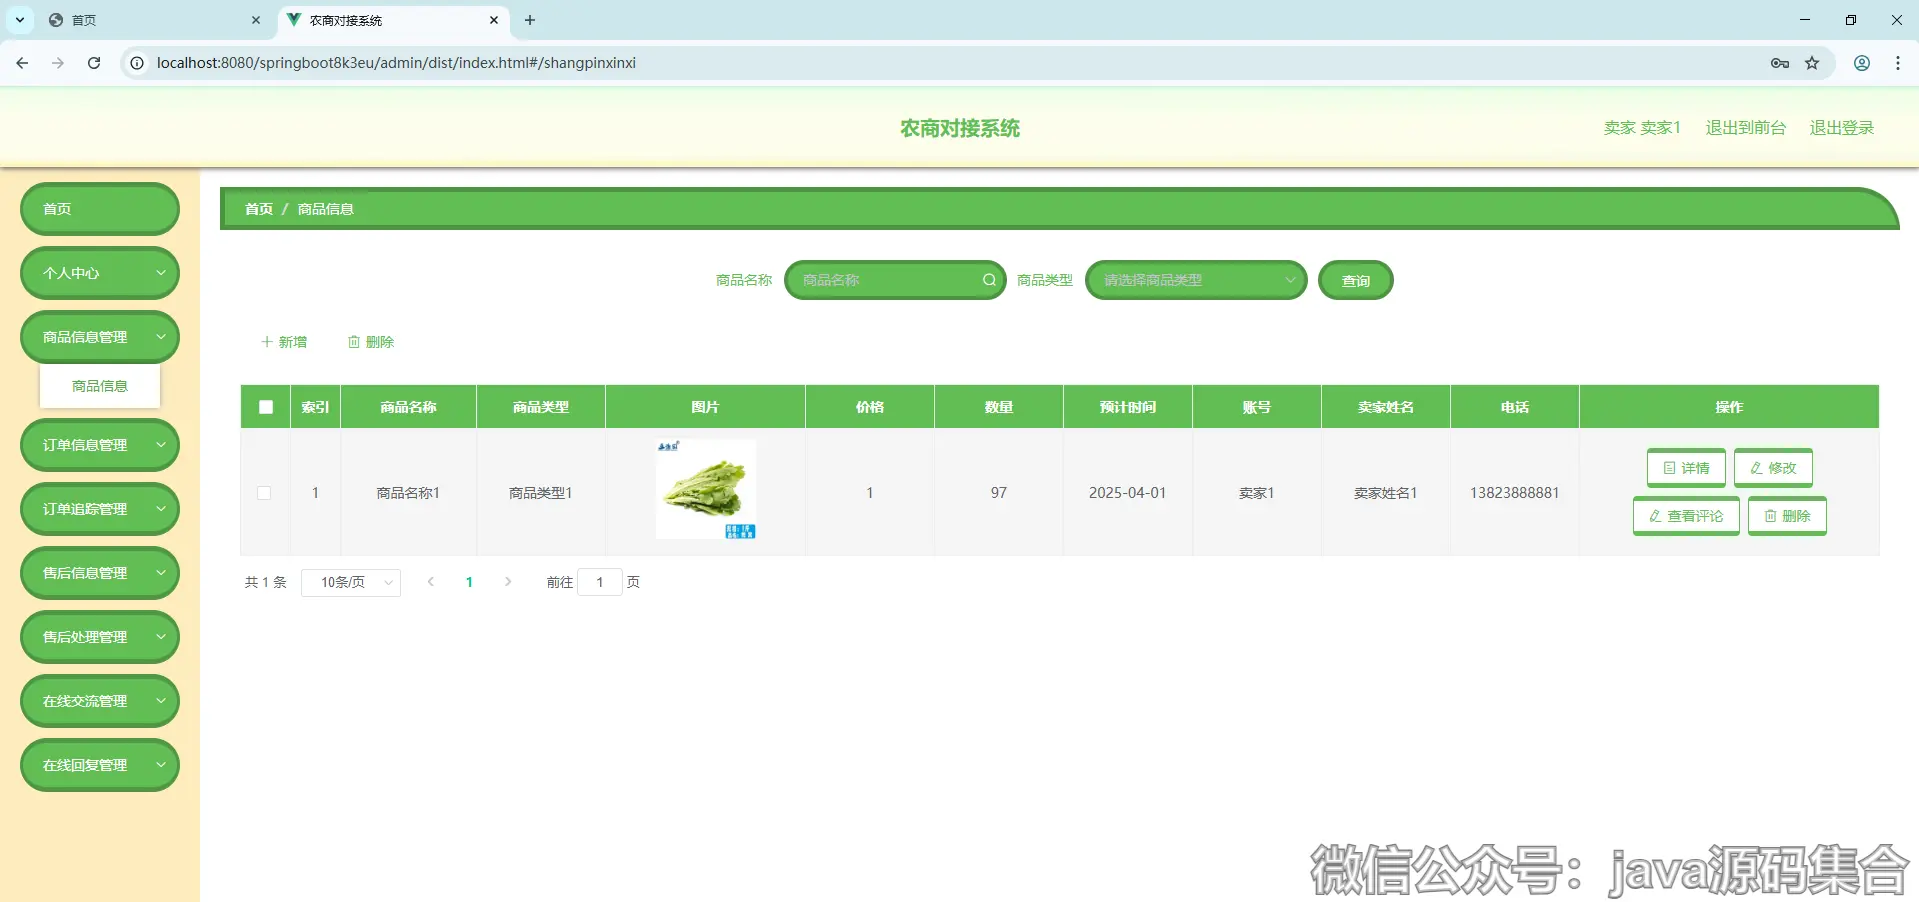 首页
农商对接系统
localhost:8080/springboot8k3eu/admin/dist/index.html#/shangpinxinxi
农商对接系统
卖家 卖家1 退出到前台 退出登录
首页
个人中心
商品信息管理
商品信息
订单信息管理
订单追踪管理
售后信息管理
售后处理管理
在线交流管理
在线回复管理
首页 / 商品信息
商品名称 商品名称 商品类型 请选择商品类型 查询
新增 删除
索引 商品名称 商品类型 图片 价格 数量 预计时间 账号 卖家姓名 电话 操作
1 商品名称1 商品类型1 1 97 2025-04-01 卖家1 卖家姓名1 13823888881
详情 修改
查看评论 删除
共 1 条 10条/页 1 前往 1 页
微信公众号：java源码集合